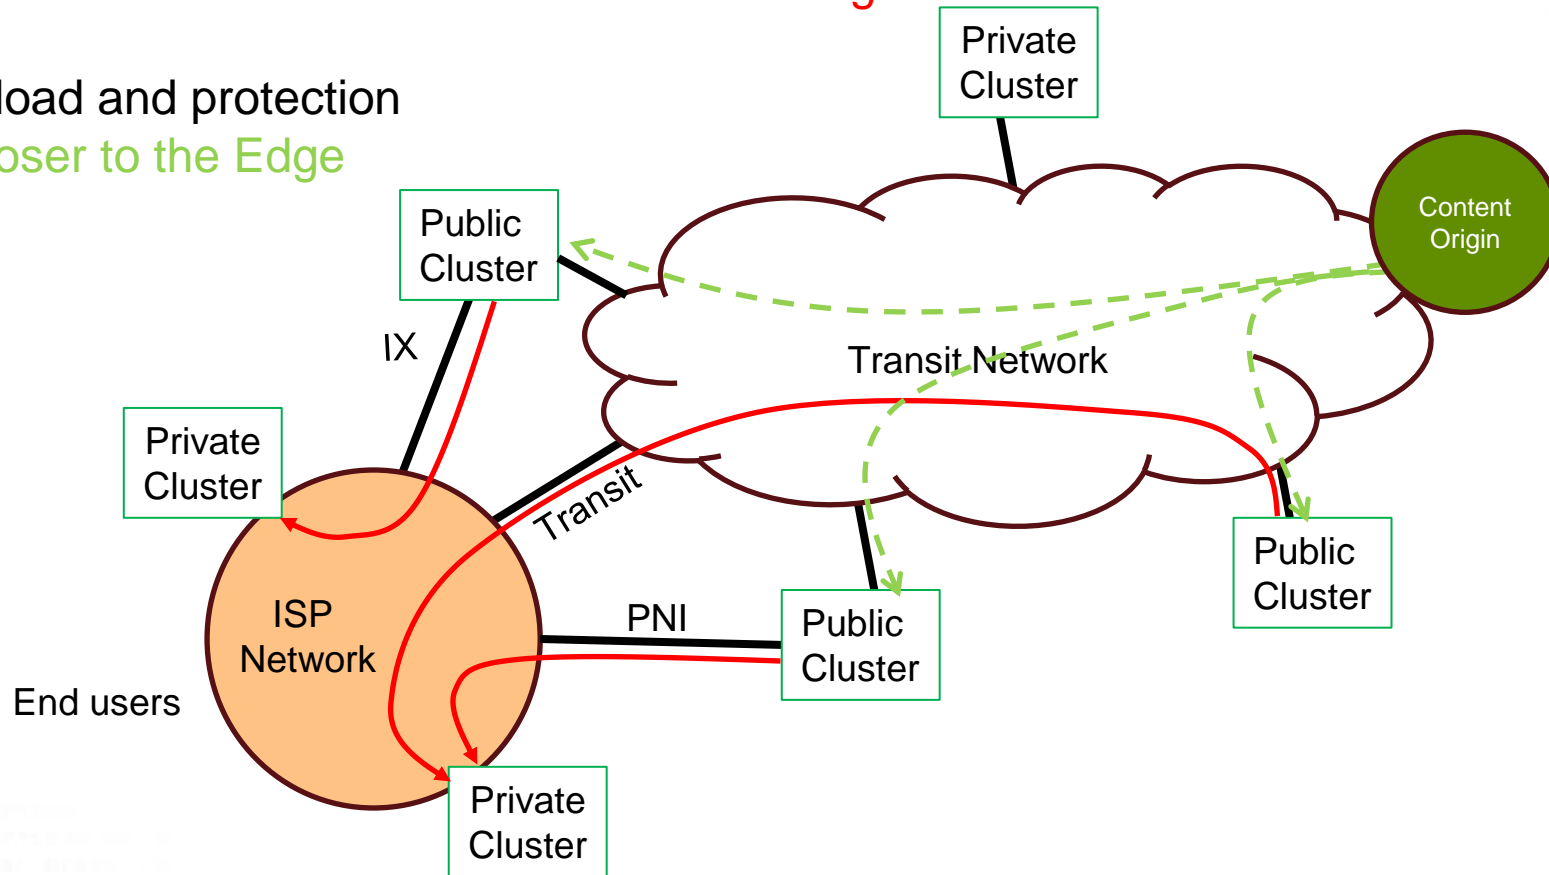 g
Private
Cluster
load and protection
oser to the Edge
Content
Origin
Public
Cluster
IX
Transit Network
Private
Cluster
Transit
Public
Cluster
ISP
Network
PNI
Public
Cluster
End users
Private
Cluster